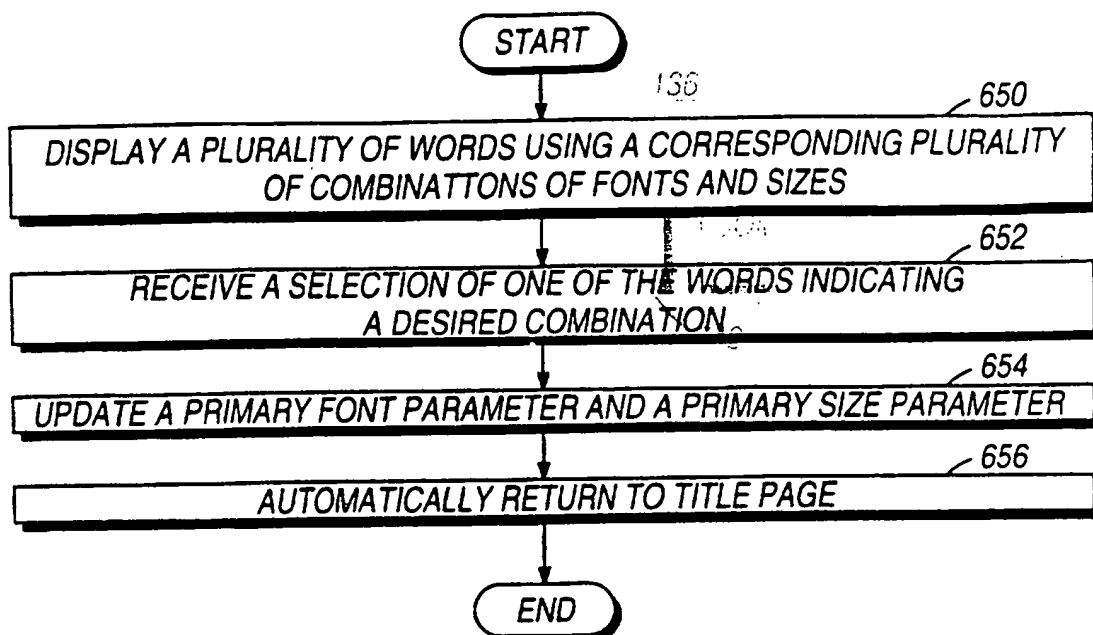 START
136
650
DISPLAY A PLURALITY OF WORDS USING A CORRESPONDING PLURALITY
OF COMBINATTONS OF FONTS AND SIZES
652
RECEIVE A SELECTION OF ONE OF THE WORDS INDICATING
A DESIRED COMBINATION
654
UPDATE A PRIMARY FONT PARAMETER AND A PRIMARY SIZE PARAMETER
656
AUTOMATICALLY RETURN TO TITLE PAGE
END